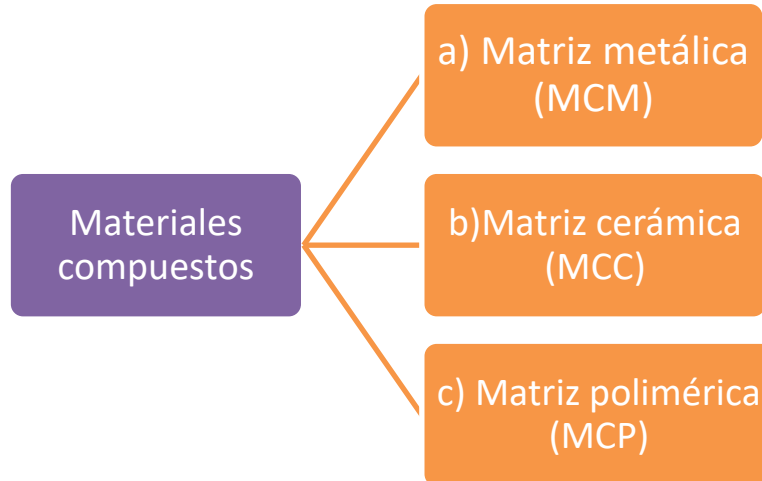 a) Matriz metálica
(MCM)
Materiales
compuestos
b)Matriz cerámica
(MCC)
c) Matriz polimérica
(MCP)